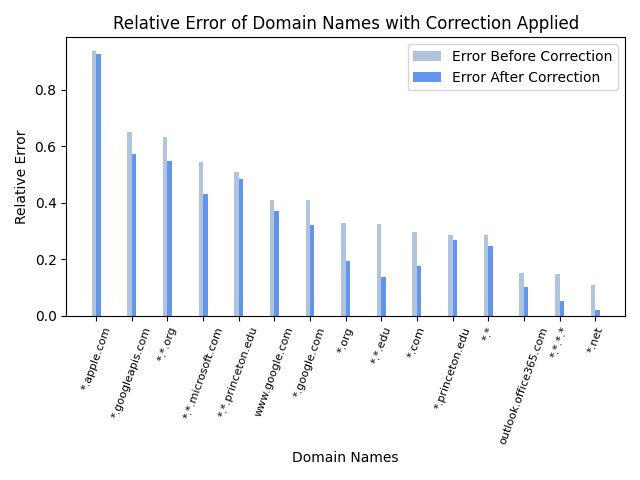 Relative Error of Domain Names with Correction Applied
Error Before Correction
Error After Correction
Relative Error
0.8
0.6
0.4
0.2
0.0
*.apple.com
*.googleapis.com
*.*.org
*.*.microsoft.com
*.*.princeton.edu
www.google.com
*.google.com
*.org
*.*.edu
*.com
*.princeton.edu
*.*
outlook.office365.com
*.*.*.*
*.net
Domain Names